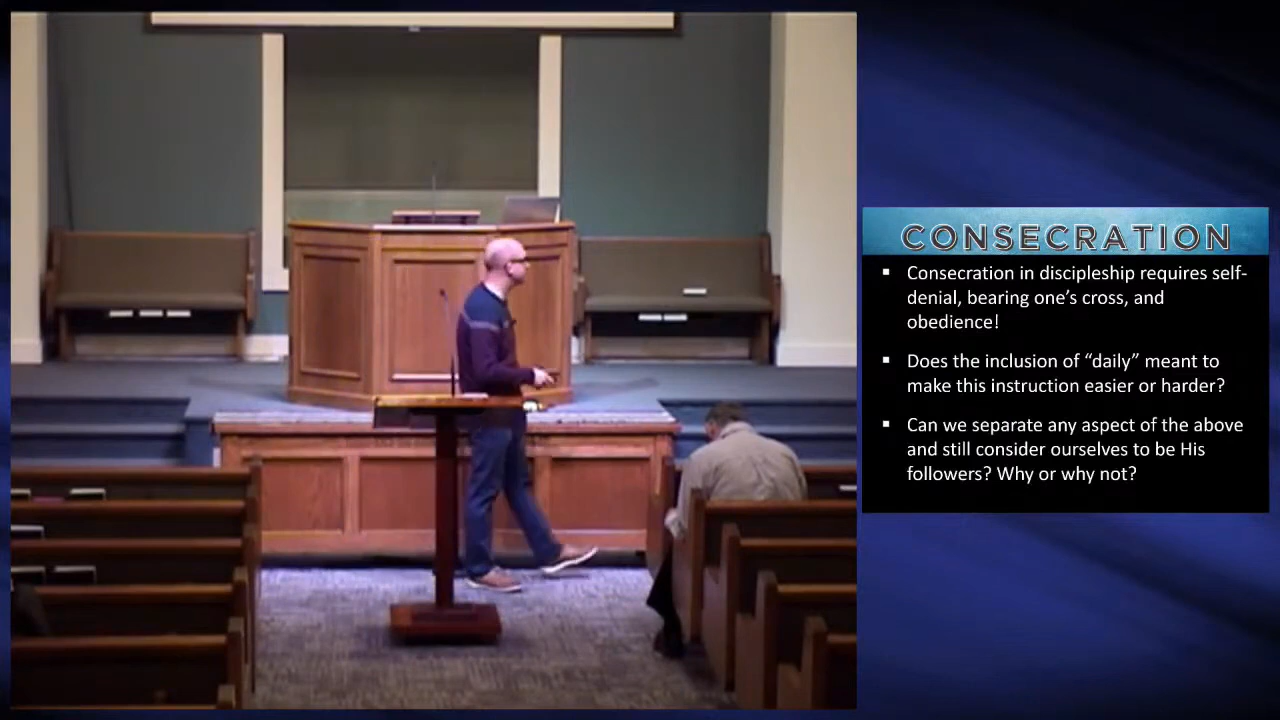 CONSECRATION
▪ Consecration in discipleship requires self-
denial, bearing one's cross, and
obedience!
▪ Does the inclusion of “daily” meant to
make this instruction easier or harder?
▪ Can we separate any aspect of the above
and still consider ourselves to be His
followers? Why or why not?